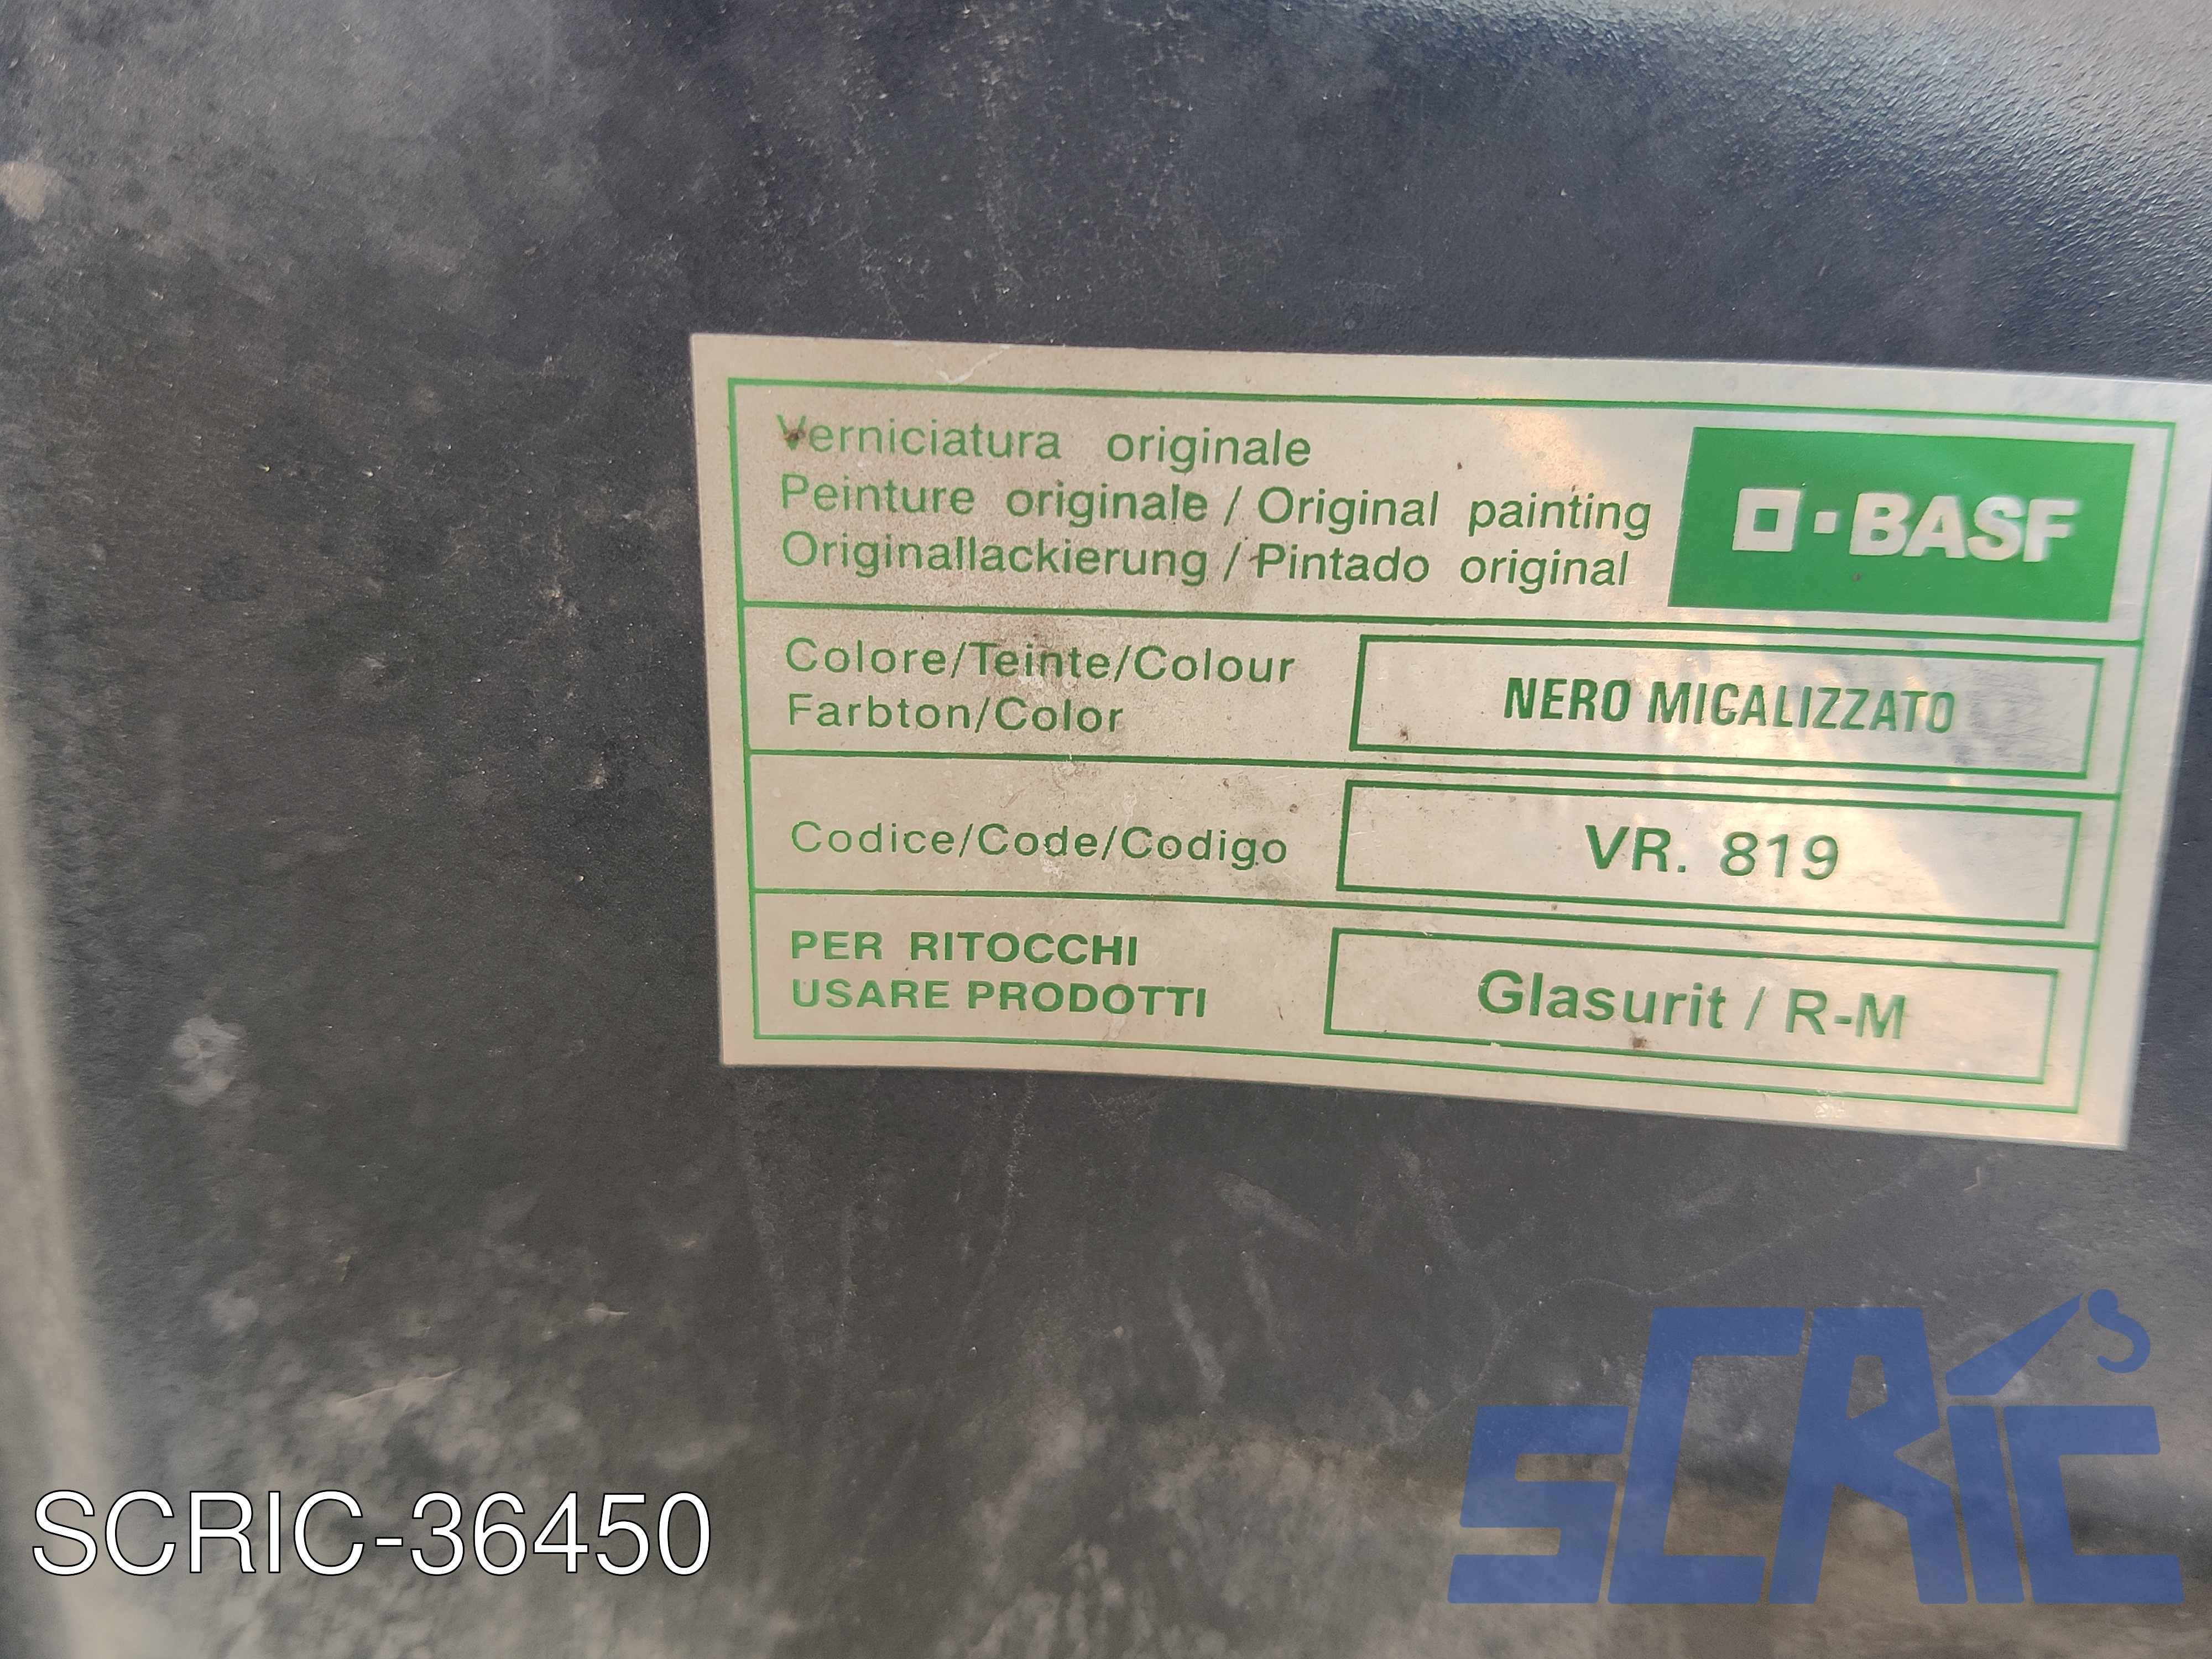 Verniciatura originale
Peinture originale / Original painting
Originallackierung / Pintado original
BASF
Colore/Teinte/Colour
Farbton/Color
NERO MICALIZZATO
Codice/Code/Codigo
VR. 819
PER RITOCCHI
USARE PRODOTTI
Glasurit / R-M
SCRIC
SCRIC-36450